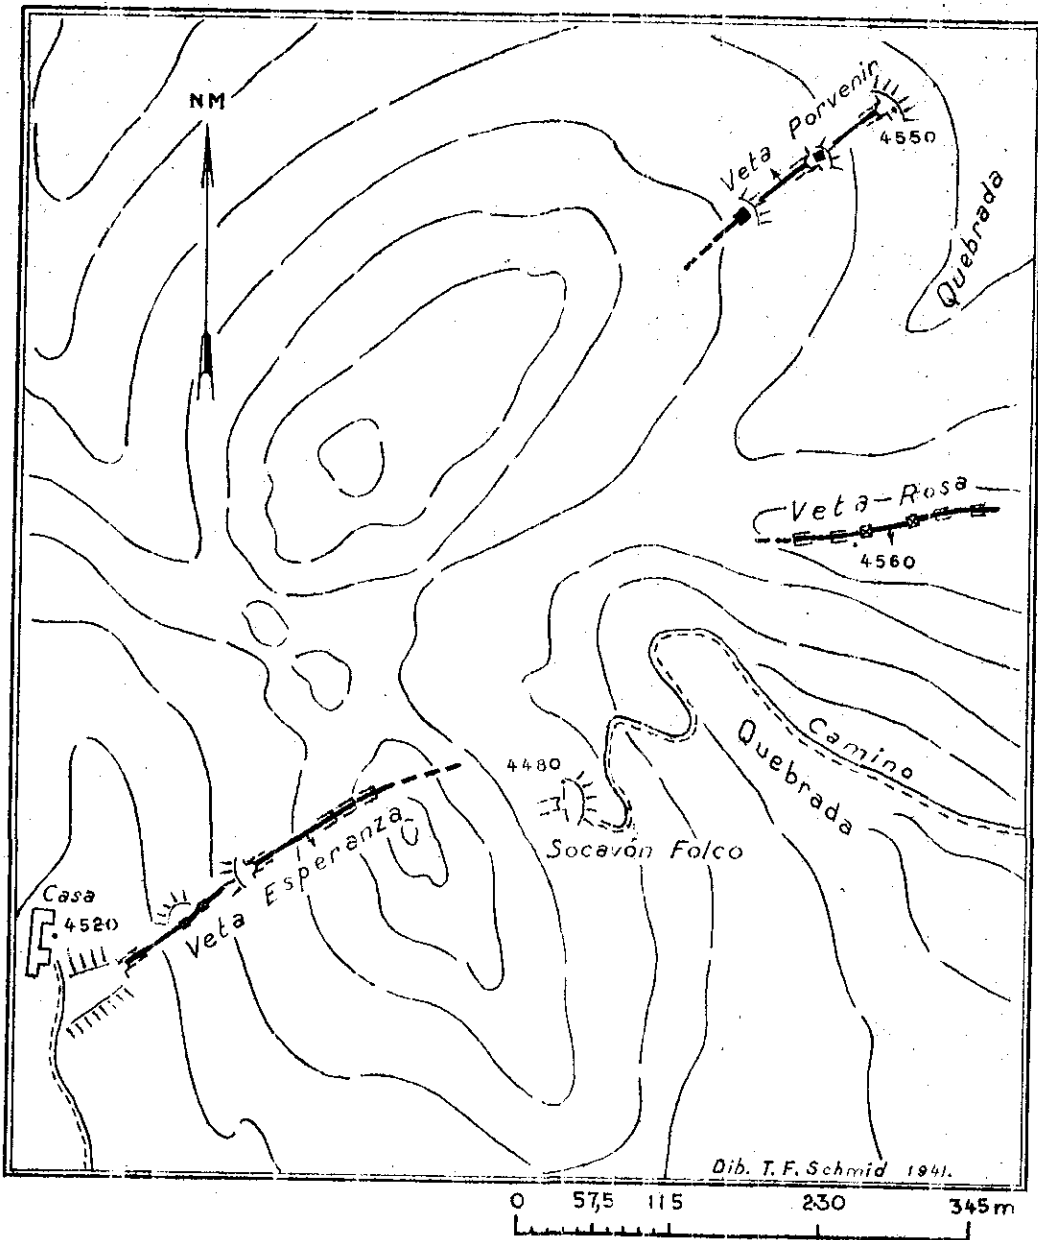 NM
Veta Porvenir
4550
Quebrada
Veta-Rosa
4560
Camino
Quebrada
4480
Socavón Folco
Veta Esperanza
Casa
4520
Dib. T. F. Schmid 1941.
0 57,5 115 230 345m